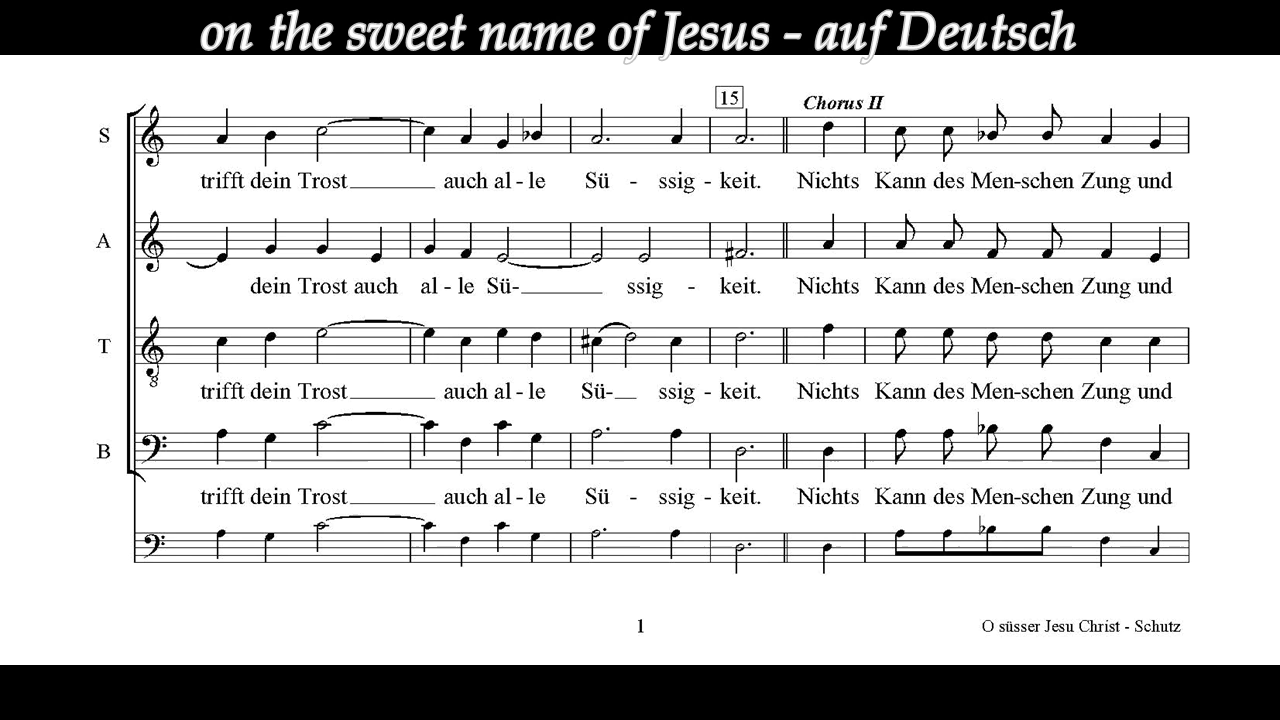 on the sweet name of Jesus - auf Deutsch
15
Chorus II
S
trifft dein Trost auch al - le Sü - ssig - keit. Nichts Kann des Men-schen Zung und
A
dein Trost auch al - le Sü- ssig - keit. Nichts Kann des Men-schen Zung und
T
8
trifft dein Trost auch al - le Sü- ssig - keit. Nichts Kann des Men-schen Zung und
B
trifft dein Trost auch al - le Sü - ssig - keit. Nichts Kann des Men-schen Zung und
1
O süsser Jesu Christ - Schutz